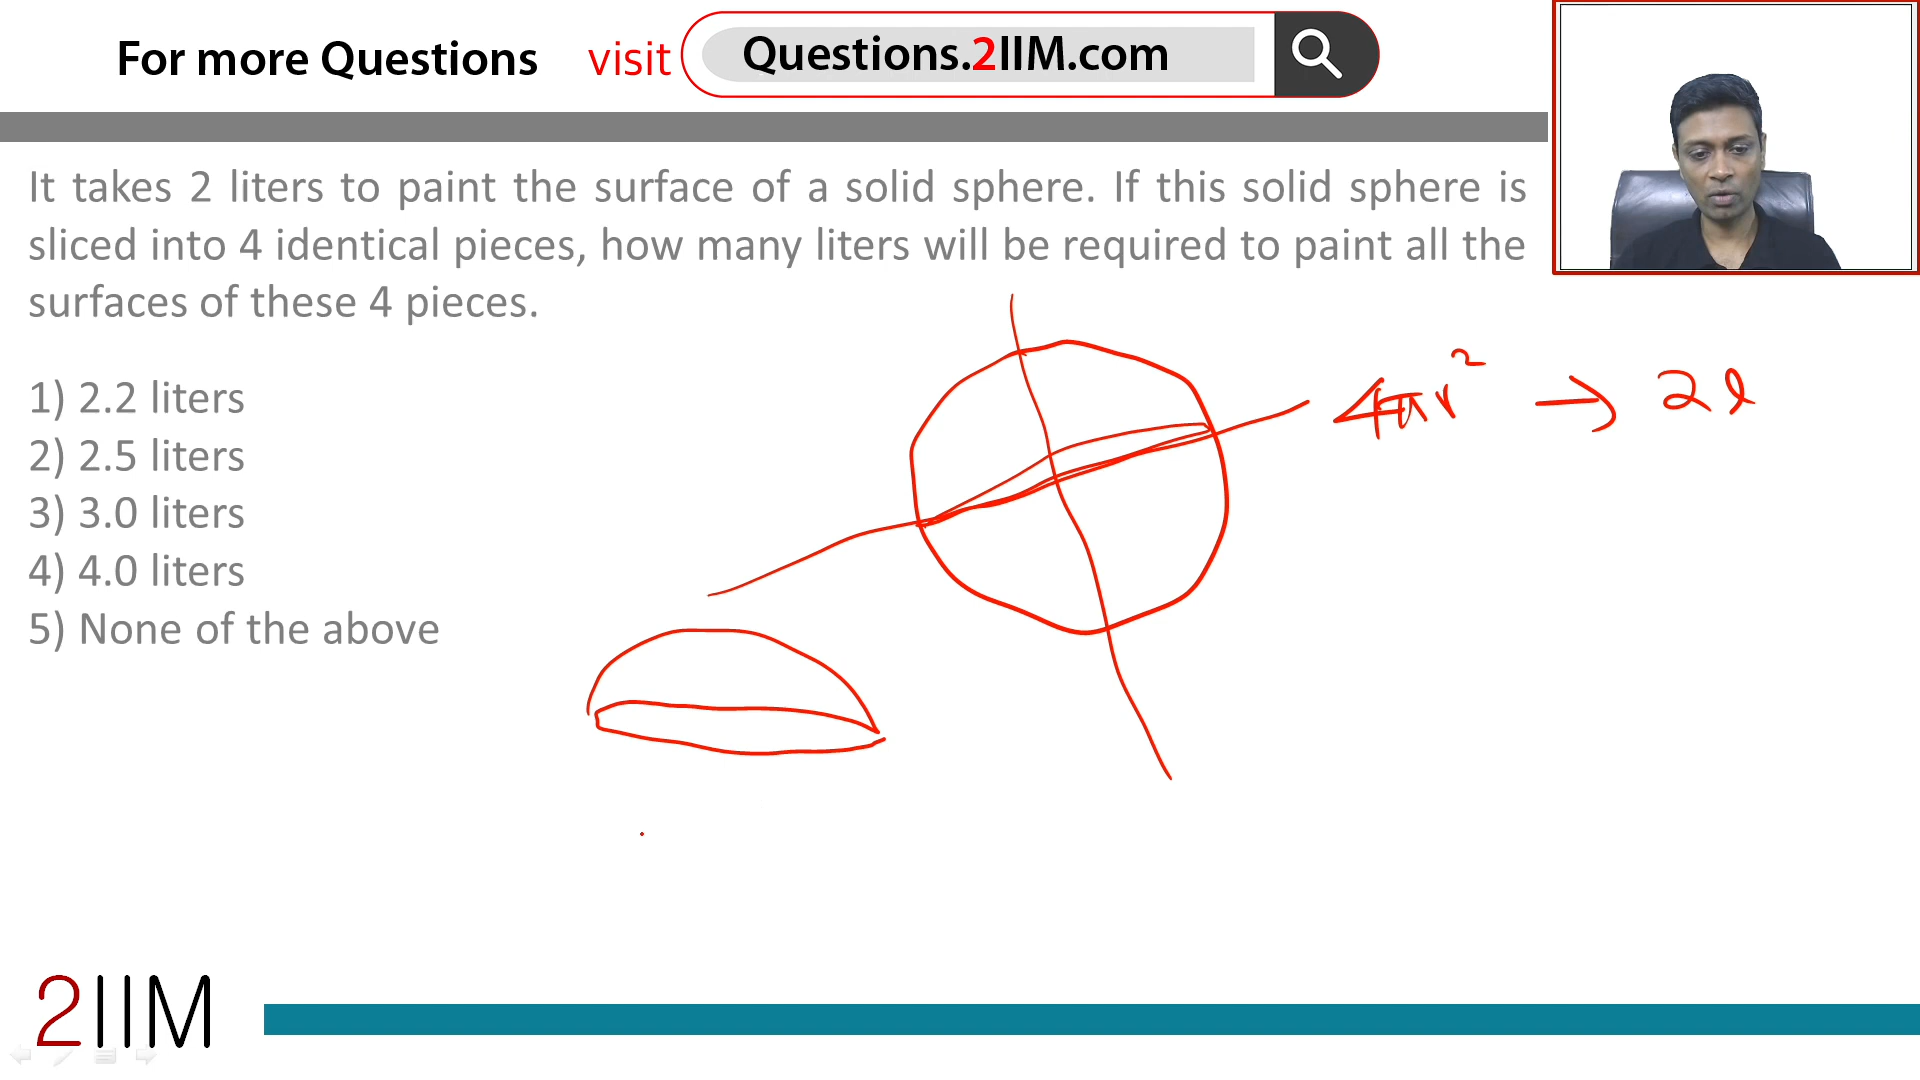 For more Questions visit Questions.2IIM.com
It takes 2 liters to paint the surface of a solid sphere. If this solid sphere is
sliced into 4 identical pieces, how many liters will be required to paint all the
surfaces of these 4 pieces.
4πr² → 2l
1) 2.2 liters
2) 2.5 liters
3) 3.0 liters
4) 4.0 liters
5) None of the above
2IIM